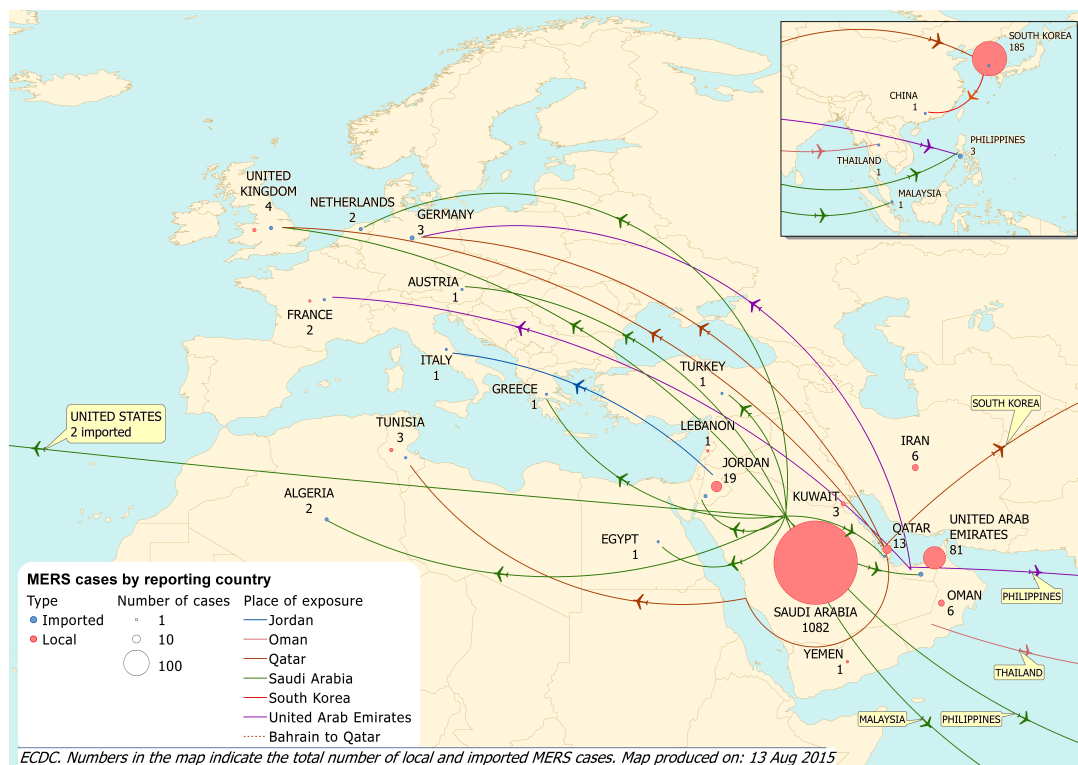 SOUTH KOREA
185
CHINA
1
PHILIPPINES
3
THAILAND
1
MALAYSIA
1
UNITED
KINGDOM
4
NETHERLANDS
2
GERMANY
3
AUSTRIA
1
FRANCE
2
ITALY
1
GREECE
1
TURKEY
1
UNITED STATES
2 imported
TUNISIA
3
LEBANON
1
JORDAN
19
SOUTH KOREA
IRAN
6
ALGERIA
2
KUWAIT
3
QATAR
13
UNITED ARAB
EMIRATES
81
EGYPT
1
PHILIPPINES
SAUDI ARABIA
1082
OMAN
6
YEMEN
1
THAILAND
MALAYSIA
PHILIPPINES
MERS cases by reporting country
Type
Imported
Local
Number of cases
1
10
100
Place of exposure
Jordan
Oman
Qatar
Saudi Arabia
South Korea
United Arab Emirates
Bahrain to Qatar
ECDC. Numbers in the map indicate the total number of local and imported MERS cases. Map produced on: 13 Aug 2015